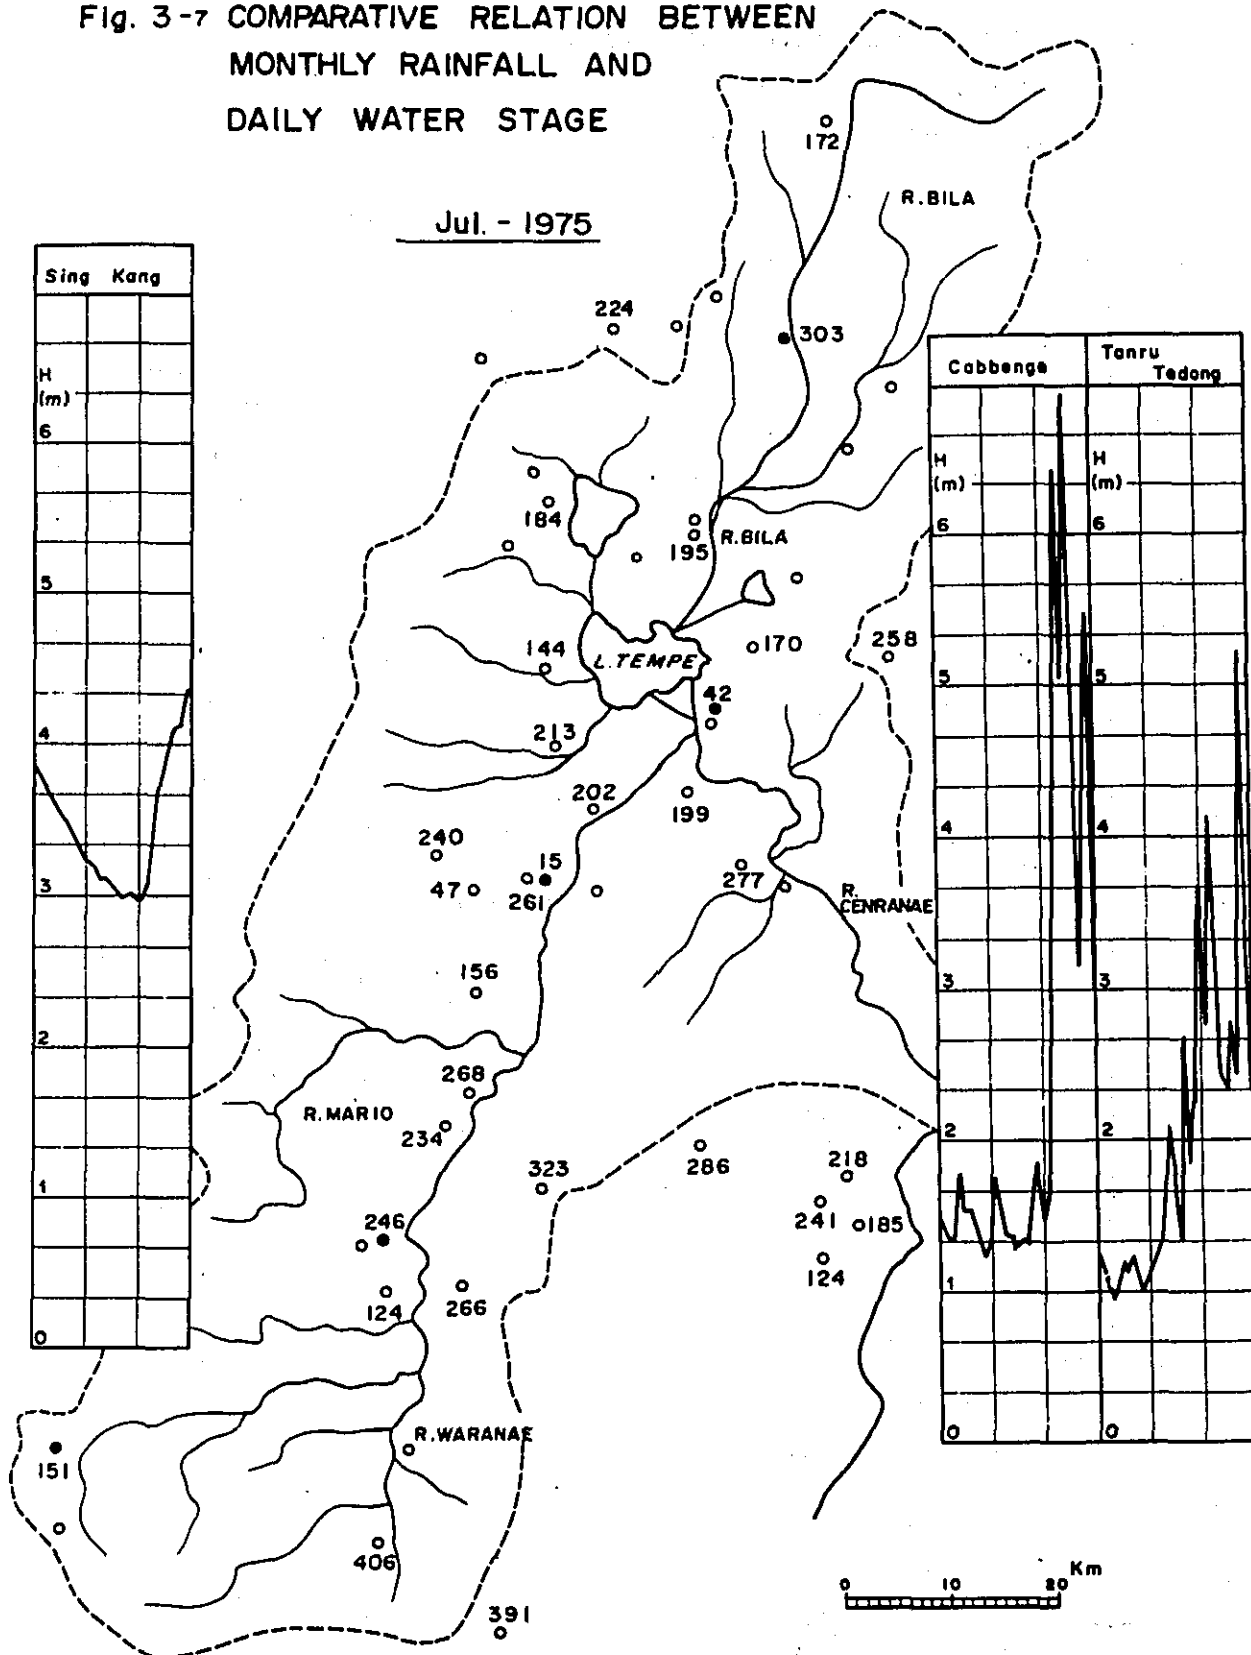 Fig. 3-7 COMPARATIVE RELATION BETWEEN
MONTHLY RAINFALL AND
DAILY WATER STAGE
Jul. - 1975
172
R. BILA
Sing Kang
H
(m)
6
5
4
3
2
1
0
224
303
Cabbenge
Tanru
Tedong
H
(m)
6
5
4
3
2
1
0
H
(m)
6
5
4
3
2
1
0
184
195
R. BILA
144
L. TEMPE
170
258
42
213
202
199
240
15
47
261
277
R.
CENRANAE
156
268
R. MARIO
234
323
286
218
241
185
246
124
124
266
R. WARANAE
151
406
391
0 10 20 Km